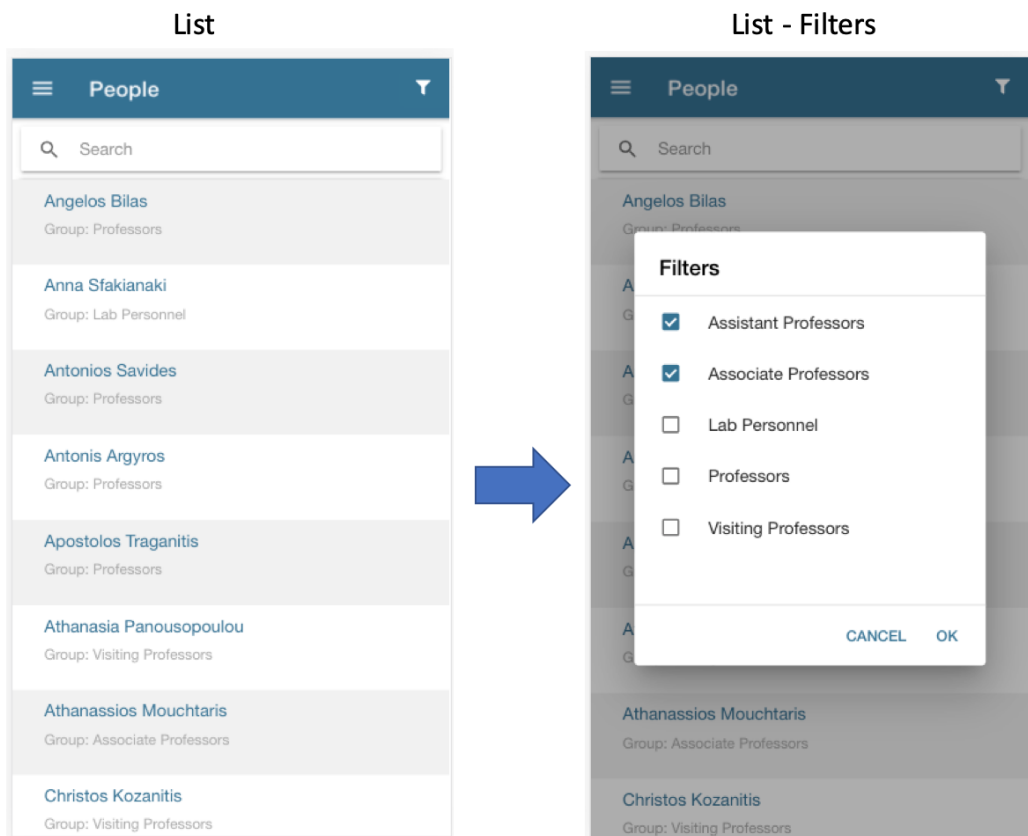 List
People
Search
Angelos Bilas
Group: Professors
Anna Sfakianaki
Group: Lab Personnel
Antonios Savides
Group: Professors
Antonis Argyros
Group: Professors
Apostolos Traganitis
Group: Professors
Athanasia Panousopoulou
Group: Visiting Professors
Athanassios Mouchtaris
Group: Associate Professors
Christos Kozanitis
Group: Visiting Professors
List - Filters
People
Search
Angelos Bilas
Group: Professors
Filters
A
G
Assistant Professors
A
Associate Professors
G
Lab Personnel
A
Professors
G
Visiting Professors
A
G
A
CANCEL OK
G
Athanassios Mouchtaris
Group: Associate Professors
Christos Kozanitis
Group: Visiting Professors